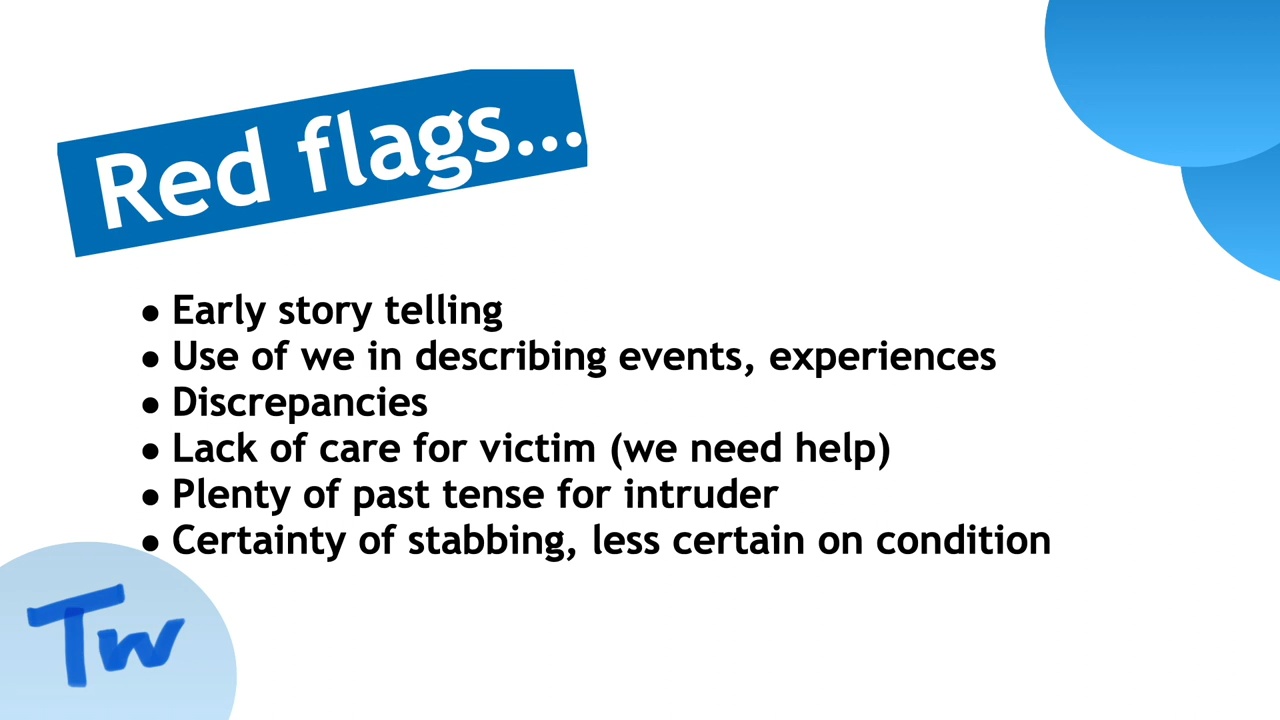 Red flags...
• Early story telling
• Use of we in describing events, experiences
• Discrepancies
• Lack of care for victim (we need help)
• Plenty of past tense for intruder
• Certainty of stabbing, less certain on condition
Tw